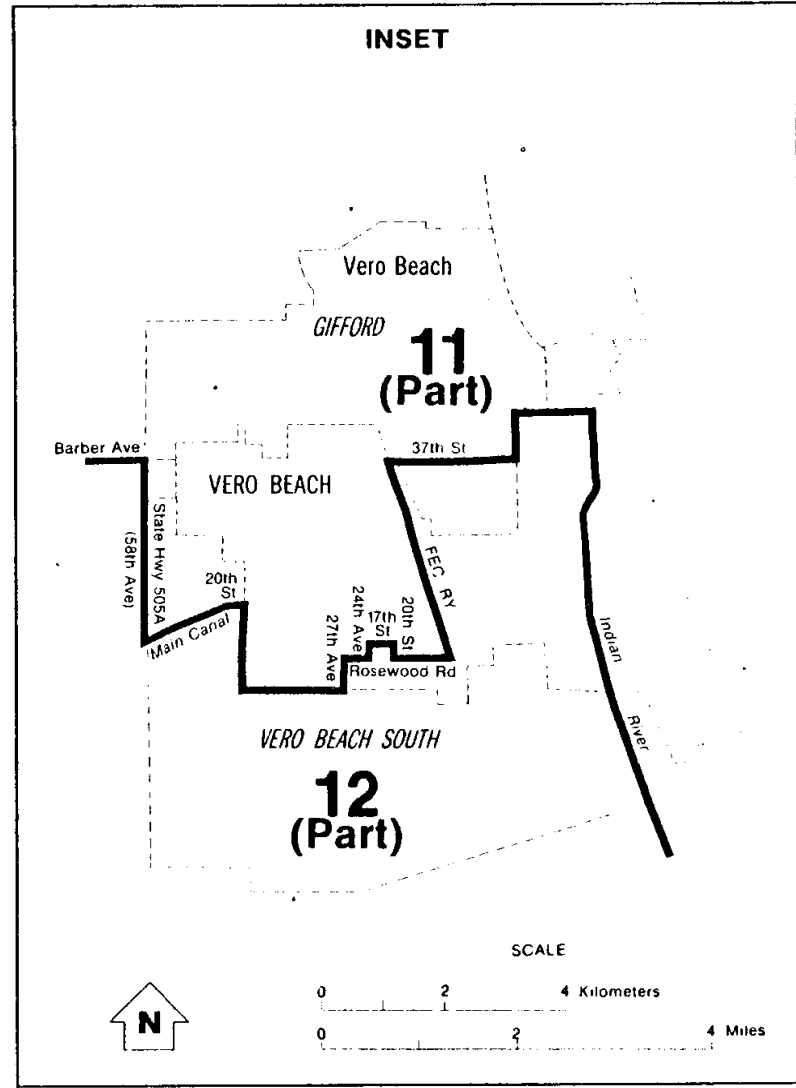 INSET
Vero Beach
GIFFORD
11
(Part)
Barber Ave
37th St
VERO BEACH
State Hwy 505A
(58th Ave)
20th
St
Main Canal
FEC RY
27th Ave
24th Ave
17th
St
20th St
Rosewood Rd
Indian
River
VERO BEACH SOUTH
12
(Part)
SCALE
N
0 2 4 Kilometers
0 2 4 Miles